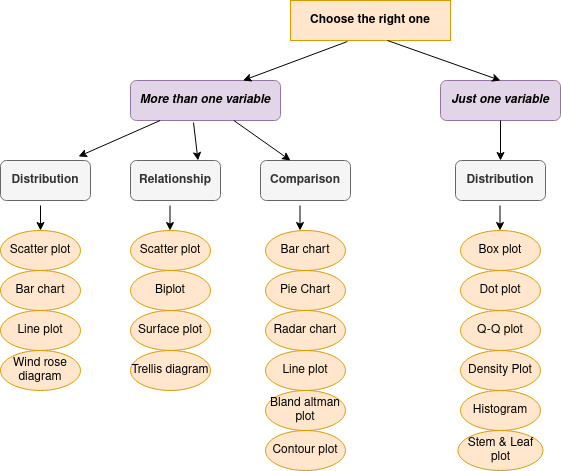 Choose the right one
More than one variable
Just one variable
Distribution
Relationship
Comparison
Distribution
Scatter plot
Bar chart
Line plot
Wind rose
diagram
Scatter plot
Biplot
Surface plot
Trellis diagram
Bar chart
Pie Chart
Radar chart
Line plot
Bland altman
plot
Contour plot
Box plot
Dot plot
Q-Q plot
Density Plot
Histogram
Stem & Leaf
plot